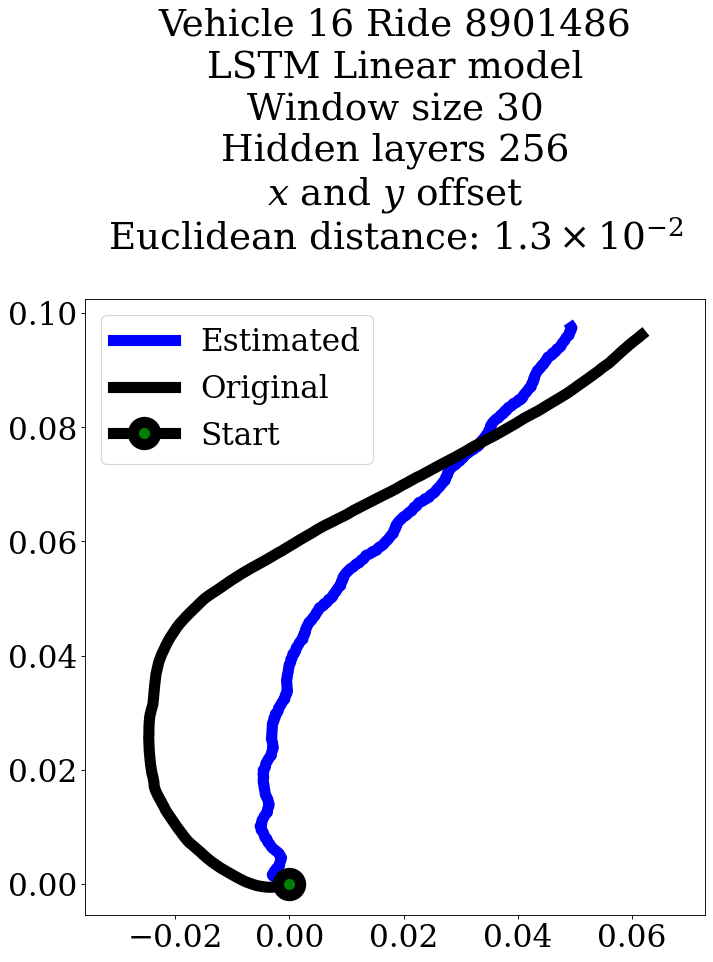 Vehicle 16 Ride 8901486
LSTM Linear model
Window size 30
Hidden layers 256
x and y offset
Euclidean distance: 1.3 × 10⁻²
Estimated
Original
Start
0.10
0.08
0.06
0.04
0.02
0.00
−0.02 0.00 0.02 0.04 0.06